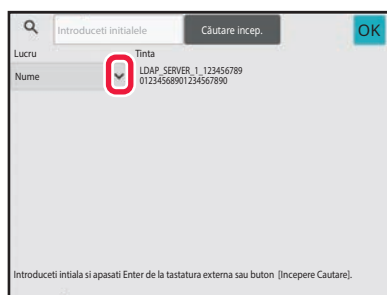 Introduceti initialele
Căutare incep.
OK
Lucru
Tinta
Nume
LDAP_SERVER_1_123456789
01234568901234567890
Introduceti intiala si apasati Enter de la tastatura externa sau buton [Incepere Cautare].